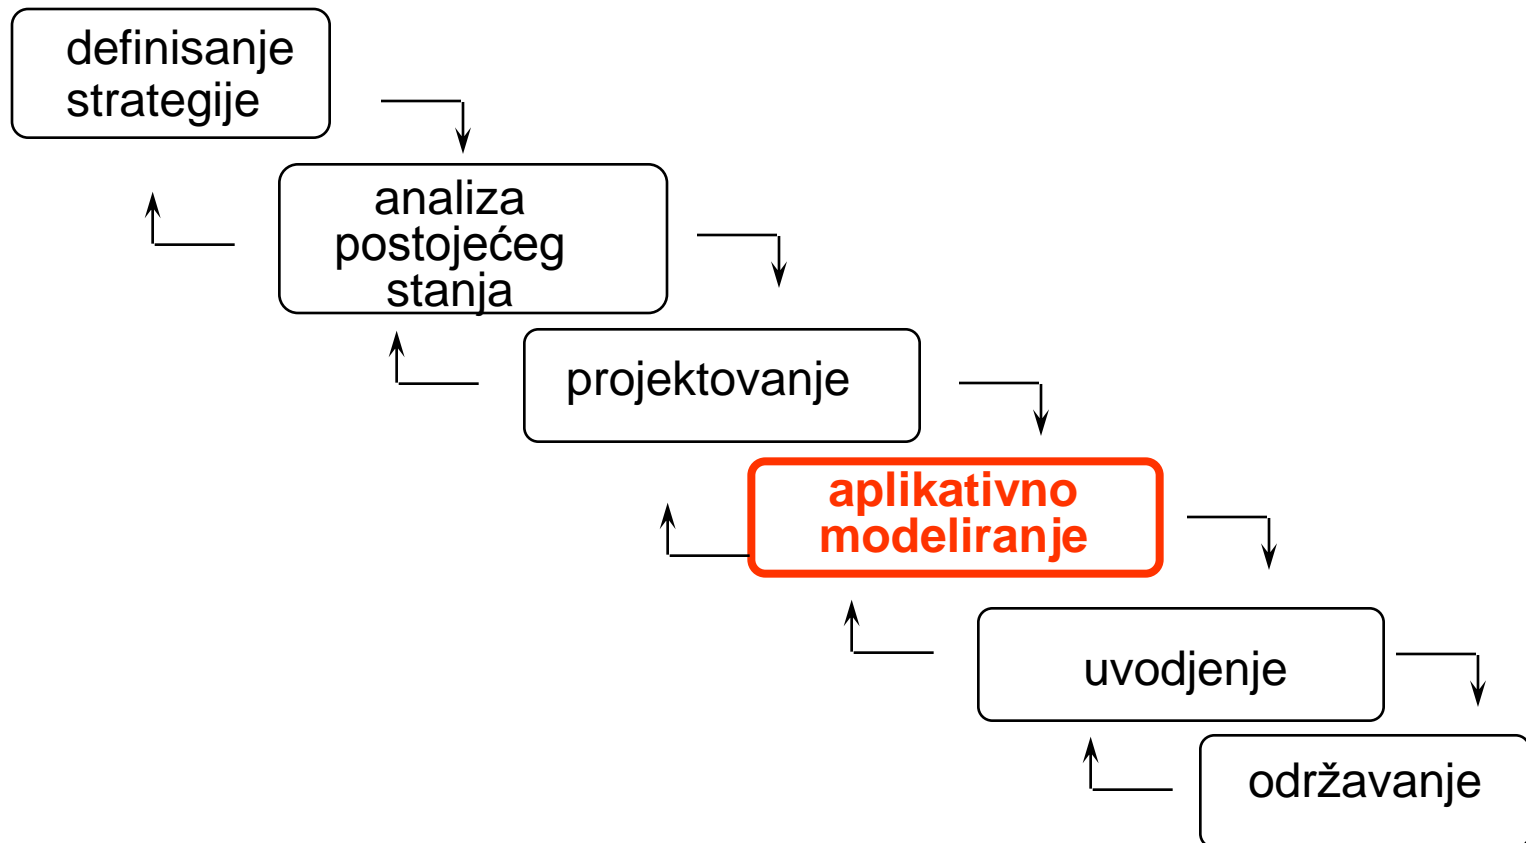 definisanje
strategije
analiza
postojećeg
stanja
projektovanje
aplikativno
modeliranje
uvodjenje
održavanje